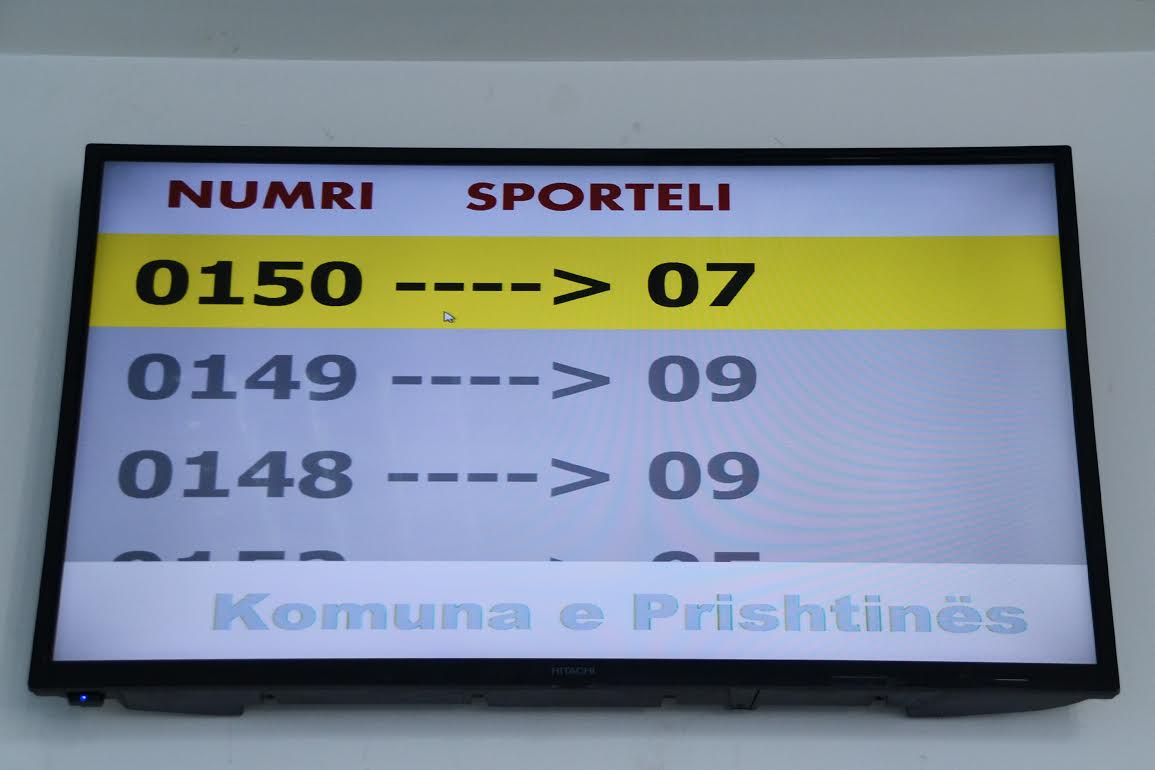 NUMRI SPORTELI
0150 ----> 07
0149 ----> 09
0148 ----> 09
Komuna e Prishtinës
HITACHI